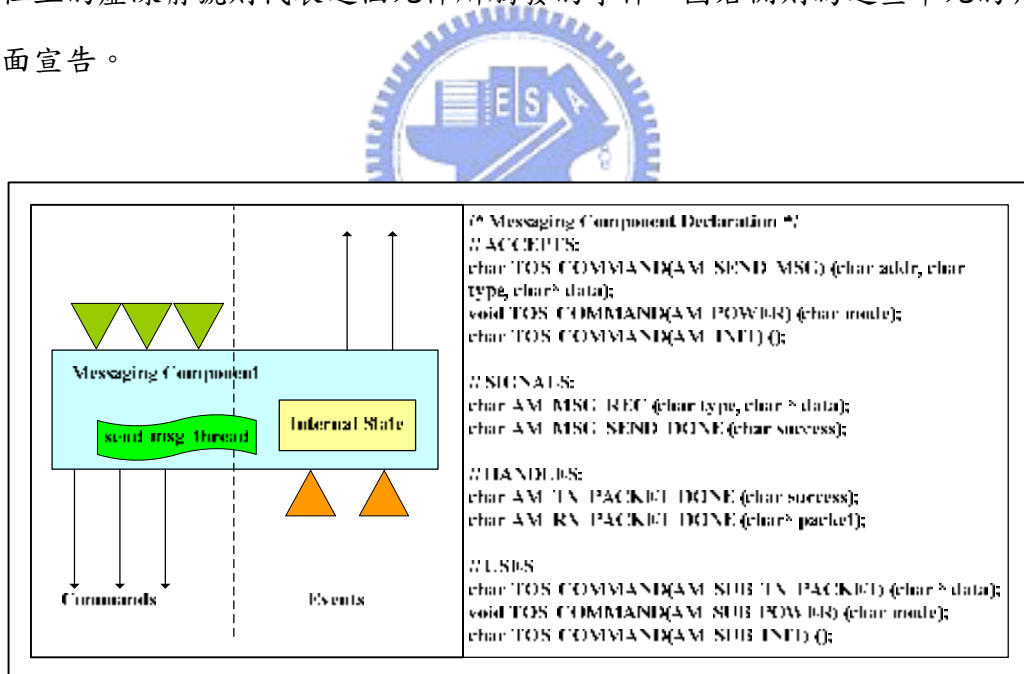 面宣告。
E S A
/* Messaging Component Declaration */
// ACCEPTS:
char TOS_COMMAND(AM_SEND_MSG) (char addr, char
type, char* data);
void TOS_COMMAND(AM_POWER) (char mode);
char TOS_COMMAND(AM_INIT) ();
// SIGNALS:
char AM_MSG_REC (char type, char * data);
char AM_MSG_SEND_DONE (char success);
// HANDLES:
char AM_TX_PACKET_DONE (char success);
char AM_RX_PACKET_DONE (char* packet);
// USES
char TOS_COMMAND(AM_SUB_TX_PACKET) (char * data);
void TOS_COMMAND(AM_SUB_POWER) (char mode);
char TOS_COMMAND(AM_SUB_INIT) ();
Messaging Component
Internal State
send_msg_thread
Commands
Events